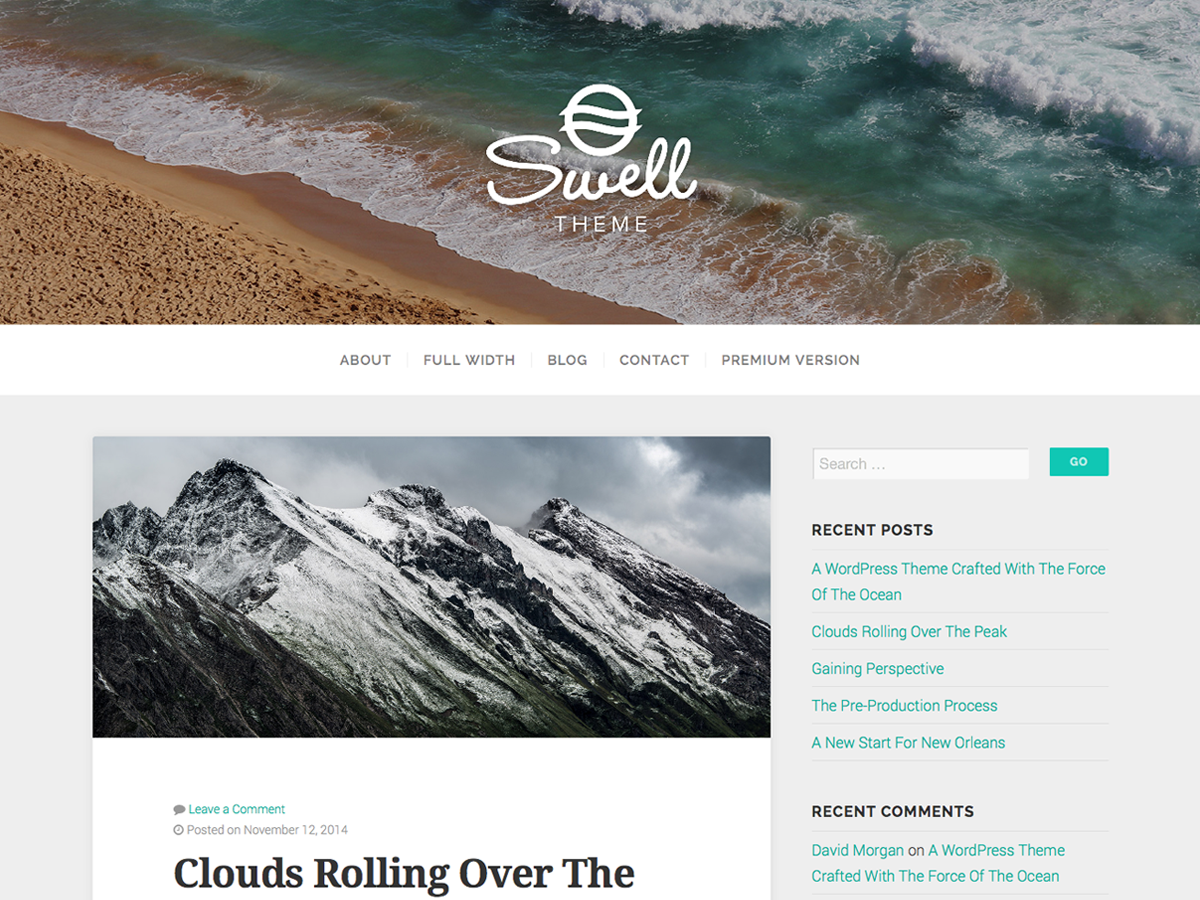 Swell
THEME
ABOUT
FULL WIDTH
BLOG
CONTACT
PREMIUM VERSION
Search …
GO
RECENT POSTS
A WordPress Theme Crafted With The Force
Of The Ocean
Clouds Rolling Over The Peak
Gaining Perspective
The Pre-Production Process
A New Start For New Orleans
RECENT COMMENTS
David Morgan on A WordPress Theme
Crafted With The Force Of The Ocean
Leave a Comment
Posted on November 12, 2014
Clouds Rolling Over The